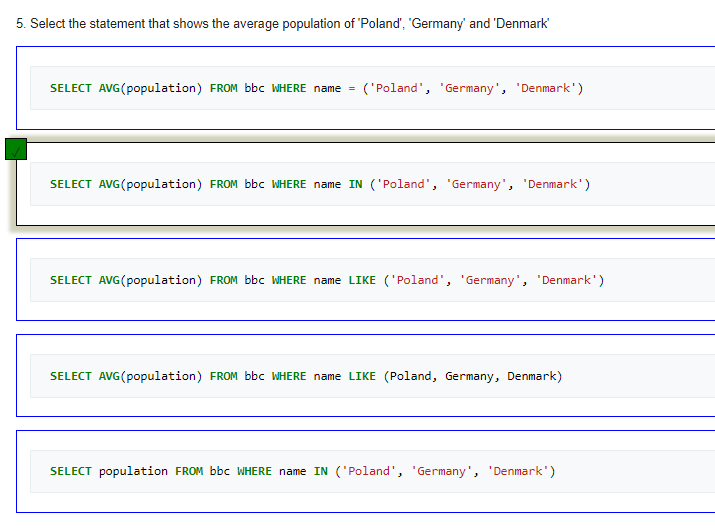 5. Select the statement that shows the average population of 'Poland', 'Germany' and 'Denmark'
SELECT AVG(population) FROM bbc WHERE name = ('Poland', 'Germany', 'Denmark')
SELECT AVG(population) FROM bbc WHERE name IN ('Poland', 'Germany', 'Denmark')
SELECT AVG(population) FROM bbc WHERE name LIKE ('Poland', 'Germany', 'Denmark')
SELECT AVG(population) FROM bbc WHERE name LIKE (Poland, Germany, Denmark)
SELECT population FROM bbc WHERE name IN ('Poland', 'Germany', 'Denmark')